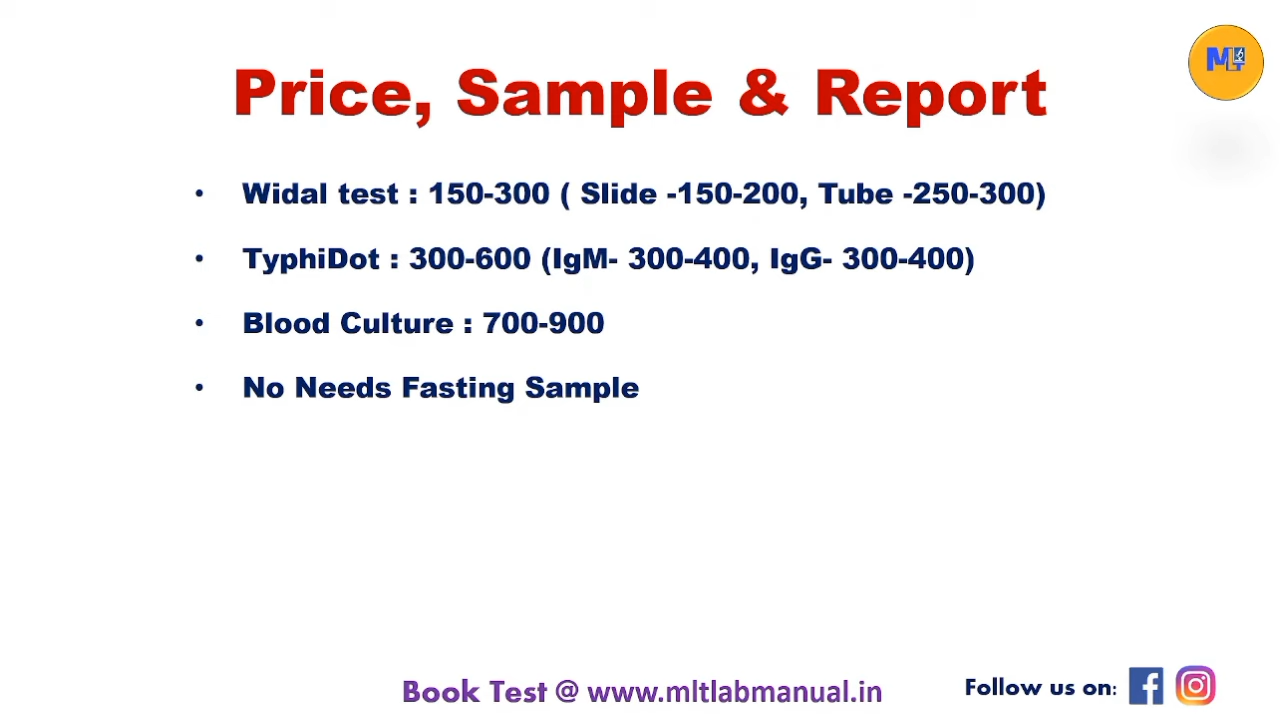 MLT
Price, Sample & Report
• Widal test : 150-300 ( Slide -150-200, Tube -250-300)
• TyphiDot : 300-600 (IgM- 300-400, IgG- 300-400)
• Blood Culture : 700-900
• No Needs Fasting Sample
Book Test @ www.mltlabmanual.in
Follow us on: